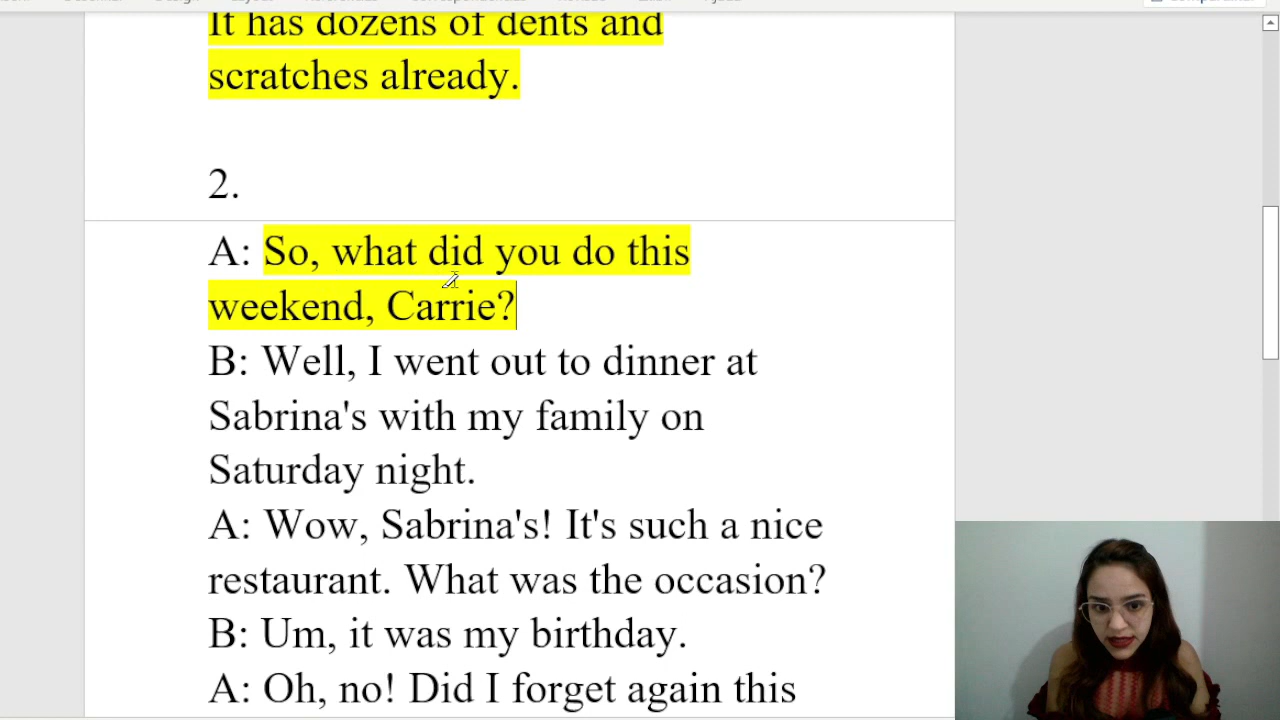 It has dozens of dents and
scratches already.
2.
A: So, what did you do this
weekend, Carrie?
B: Well, I went out to dinner at
Sabrina's with my family on
Saturday night.
A: Wow, Sabrina's! It's such a nice
restaurant. What was the occasion?
B: Um, it was my birthday.
A: Oh, no! Did I forget again this